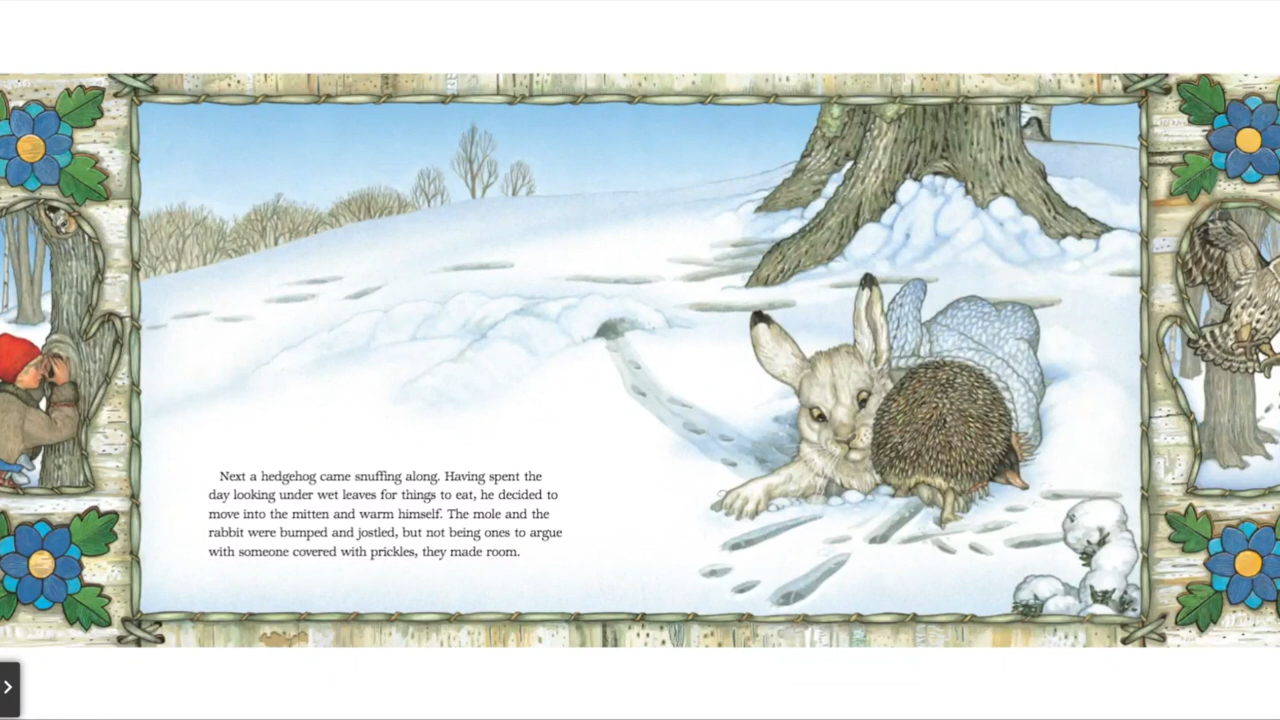 Next a hedgehog came snuffing along. Having spent the
day looking under wet leaves for things to eat, he decided to
move into the mitten and warm himself. The mole and the
rabbit were bumped and jostled, but not being ones to argue
with someone covered with prickles, they made room.